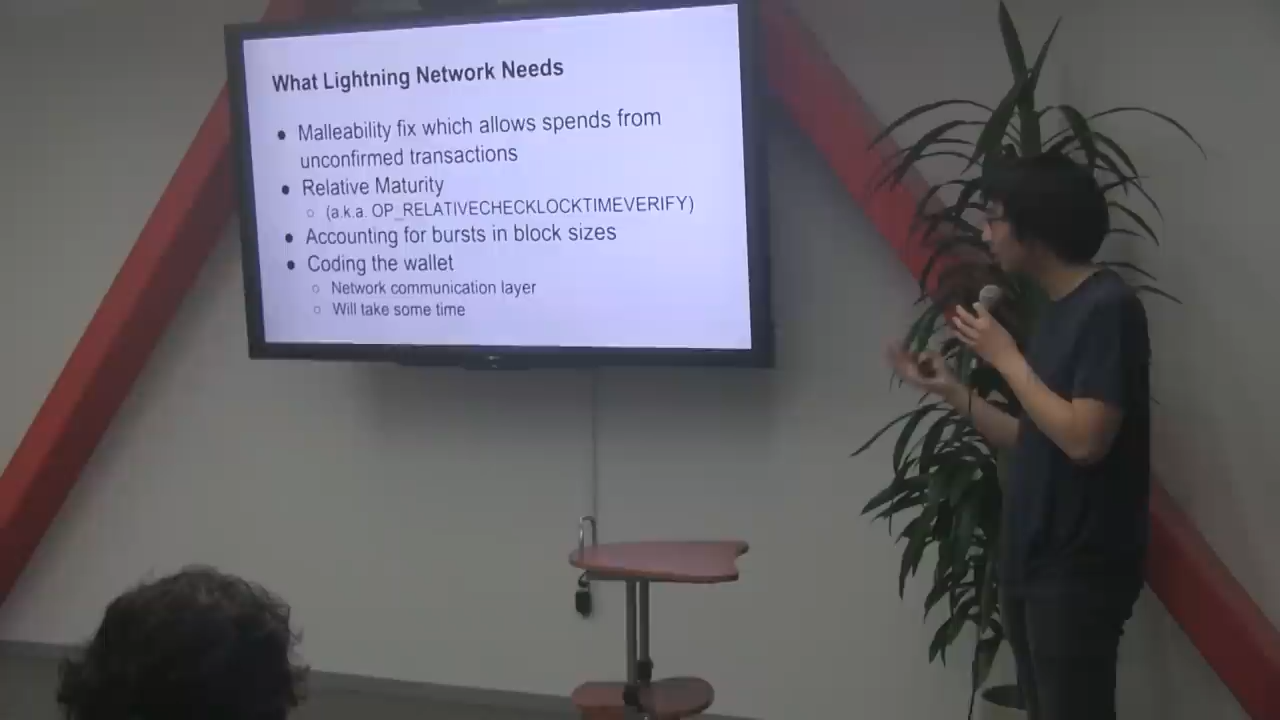 What Lightning Network Needs
● Malleability fix which allows spends from
unconfirmed transactions
● Relative Maturity
○ (a.k.a. OP_RELATIVECHECKLOCKTIMEVERIFY)
● Accounting for bursts in block sizes
● Coding the wallet
○ Network communication layer
○ Will take some time